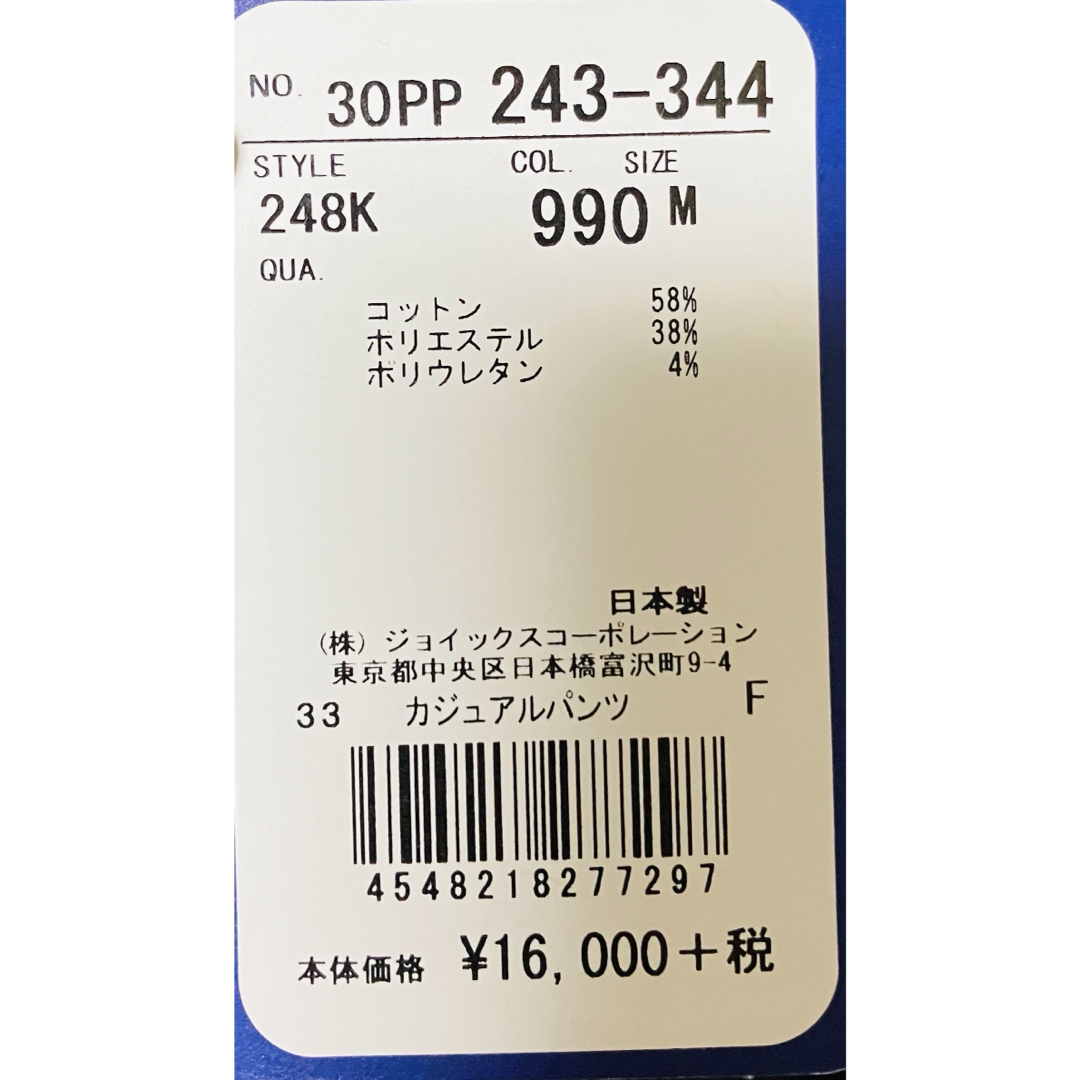 NO. 30PP 243-344
STYLE COL. SIZE
248K 990 M
QUA.
コットン 58%
ポリエステル 38%
ポリウレタン 4%
日本製
(株)ジョイックスコーポレーション
東京都中央区日本橋富沢町9-4
33 カジュアルパンツ F
4548218277297
本体価格 ¥16,000+税